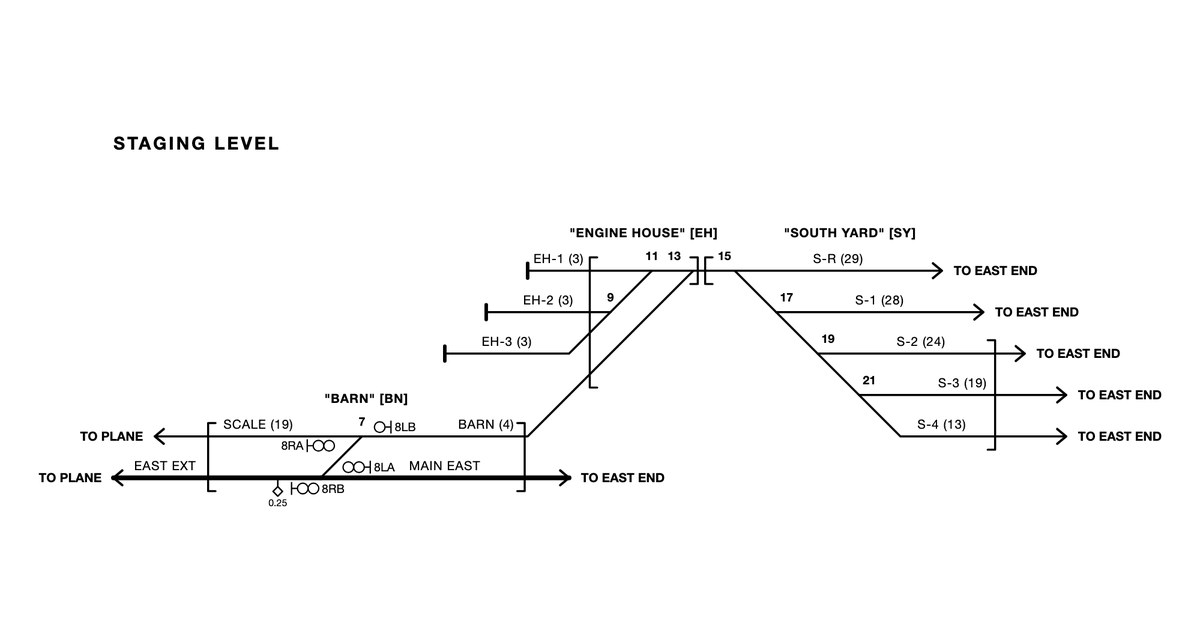 STAGING LEVEL
"ENGINE HOUSE" [EH]
"SOUTH YARD" [SY]
EH-1 (3)
11
13
15
S-R (29)
TO EAST END
EH-2 (3)
9
17
S-1 (28)
TO EAST END
EH-3 (3)
19
S-2 (24)
TO EAST END
21
S-3 (19)
TO EAST END
"BARN" [BN]
SCALE (19)
7
8LB
BARN (4)
S-4 (13)
TO PLANE
TO EAST END
8RA
EAST EXT
8LA
MAIN EAST
TO PLANE
TO EAST END
8RB
0.25